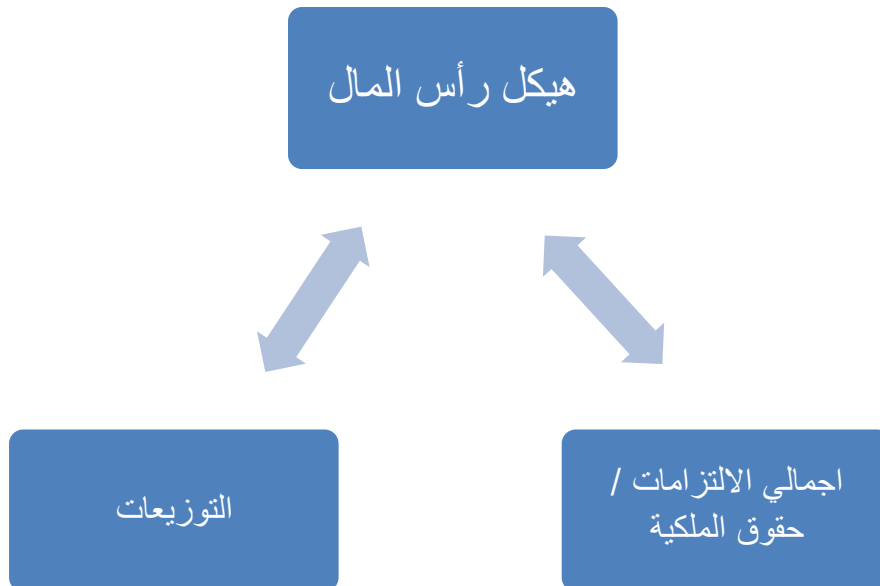 هيكل رأس المال
اجمالي الالتزامات /
حقوق الملكية
التوزيعات